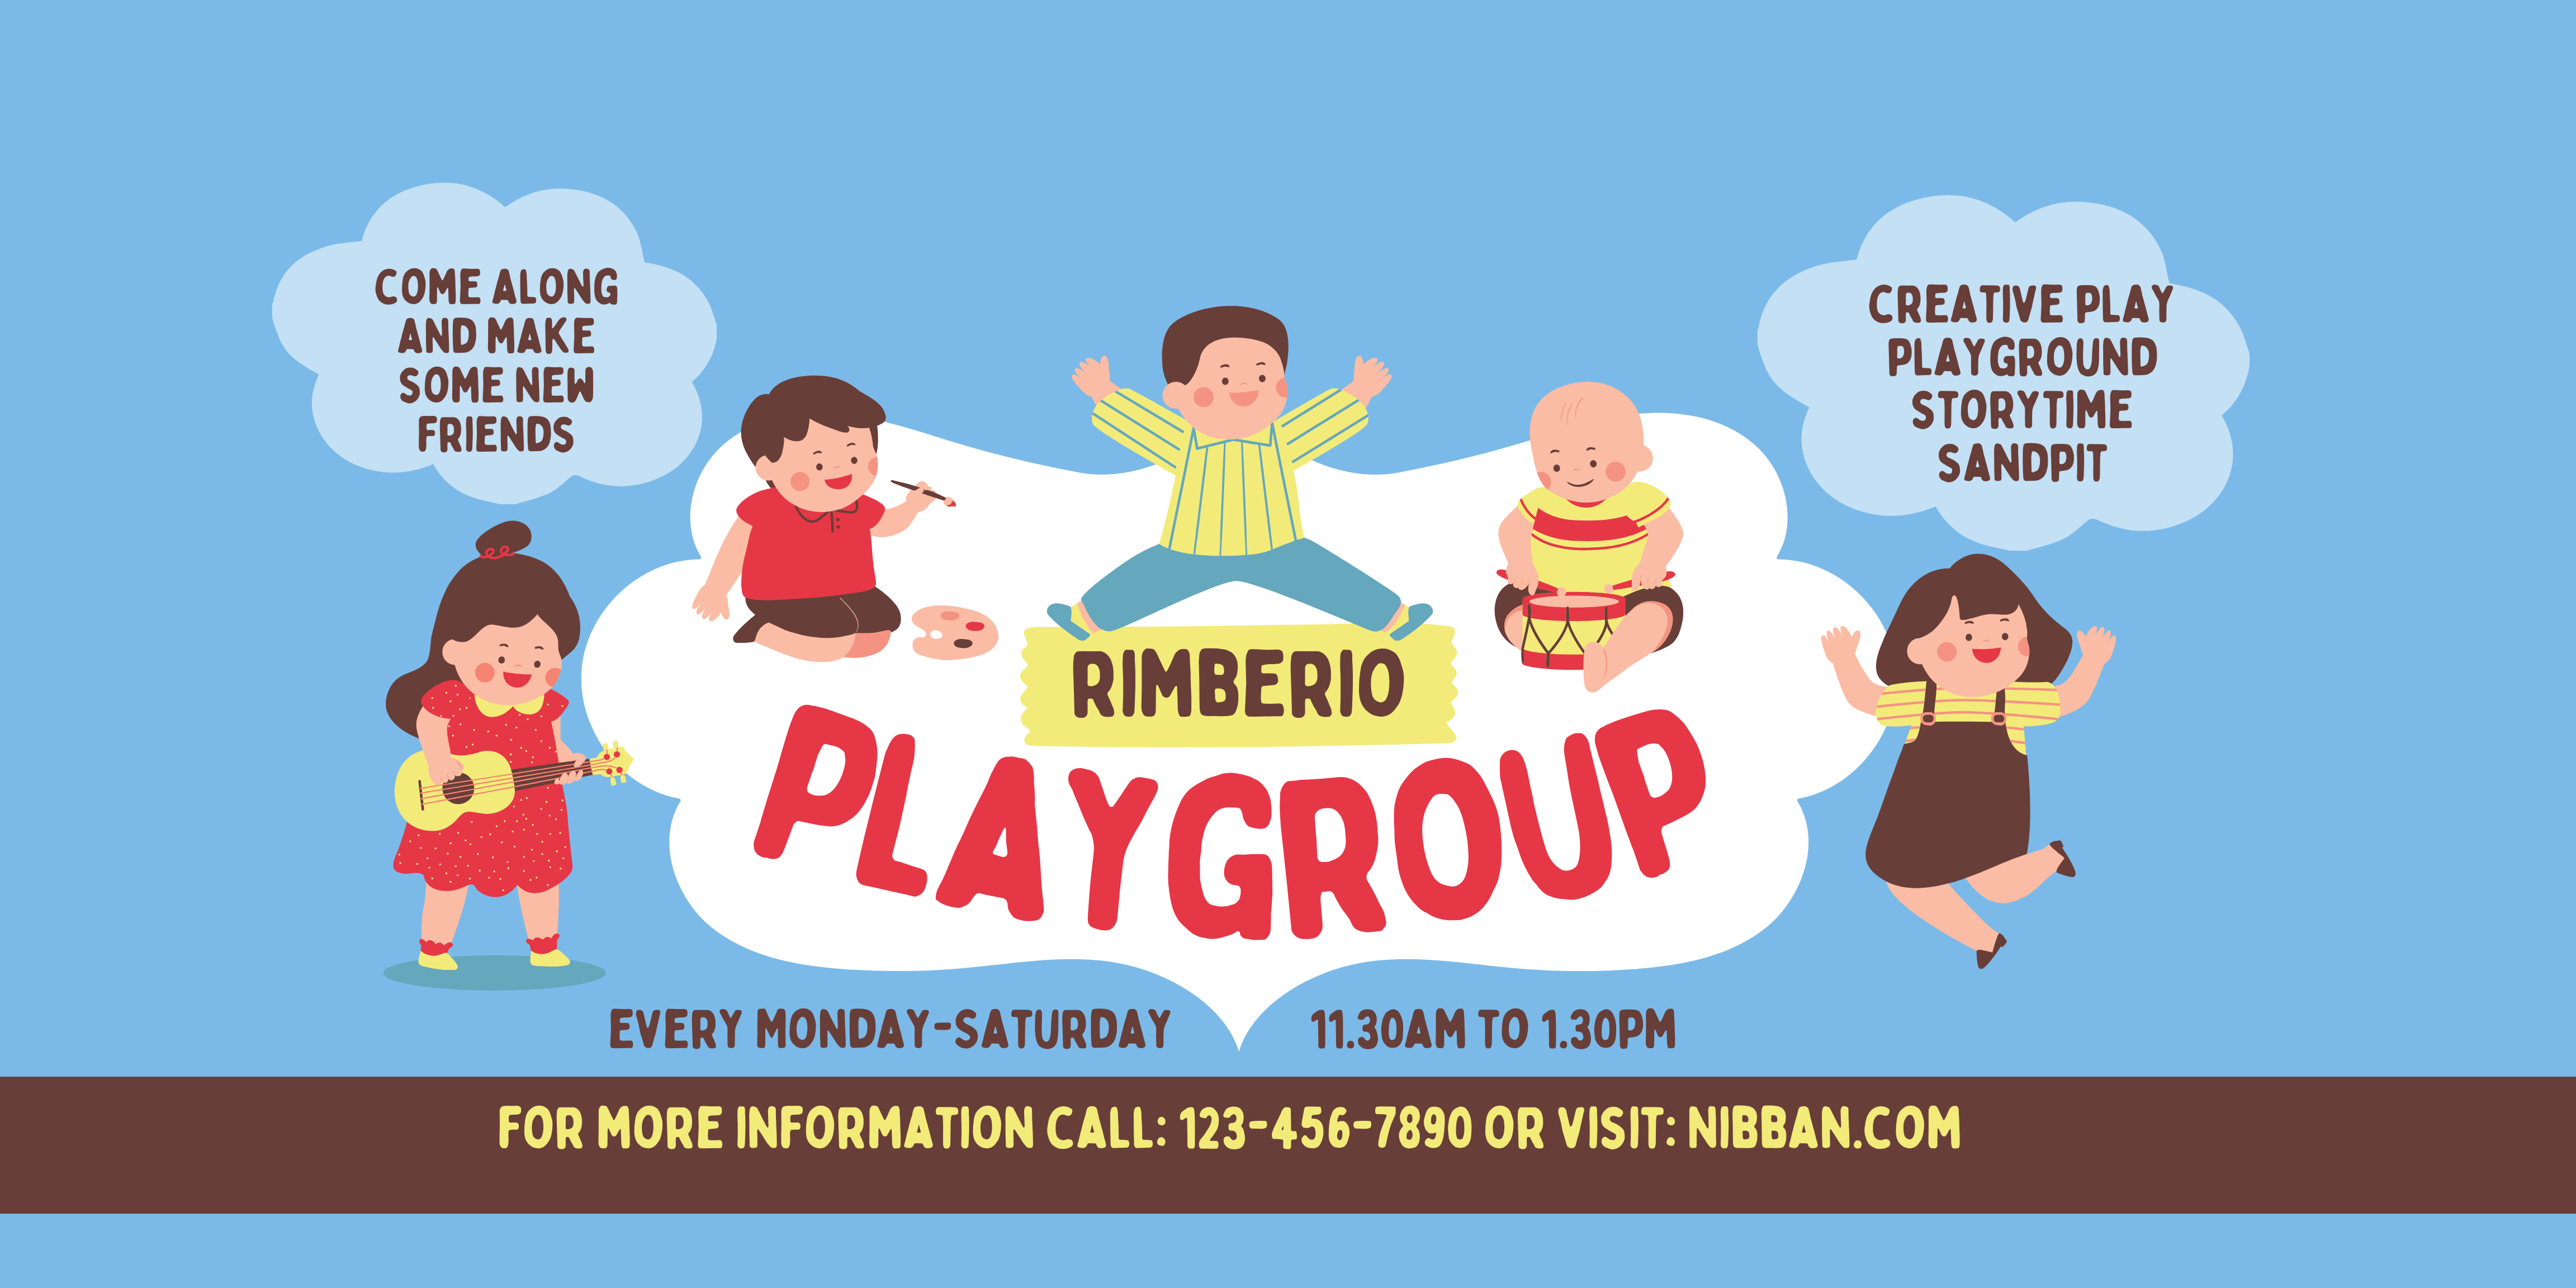 COME ALONG
AND MAKE
SOME NEW
FRIENDS
CREATIVE PLAY
PLAYGROUND
STORYTIME
SANDPIT
RIMBERIO
PLAYGROUP
EVERY MONDAY-SATURDAY
11.30AM TO 1.30PM
FOR MORE INFORMATION CALL: 123-456-7890 OR VISIT: NIBBAN.COM